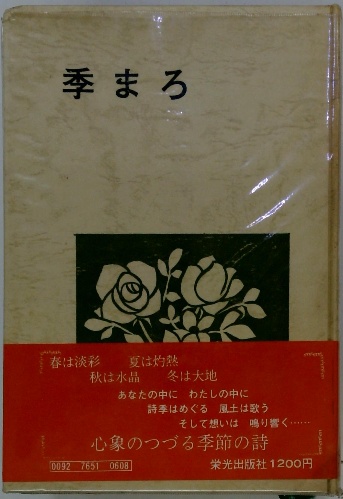 季まろ
春は淡彩 夏は灼熱
秋は水晶 冬は大地
あなたの中に わたしの中に
詩季はめぐる 風土は歌う
そして想いは 鳴り響く……
心象のつづる季節の詩
0092 7651 0608
栄光出版社 1200円